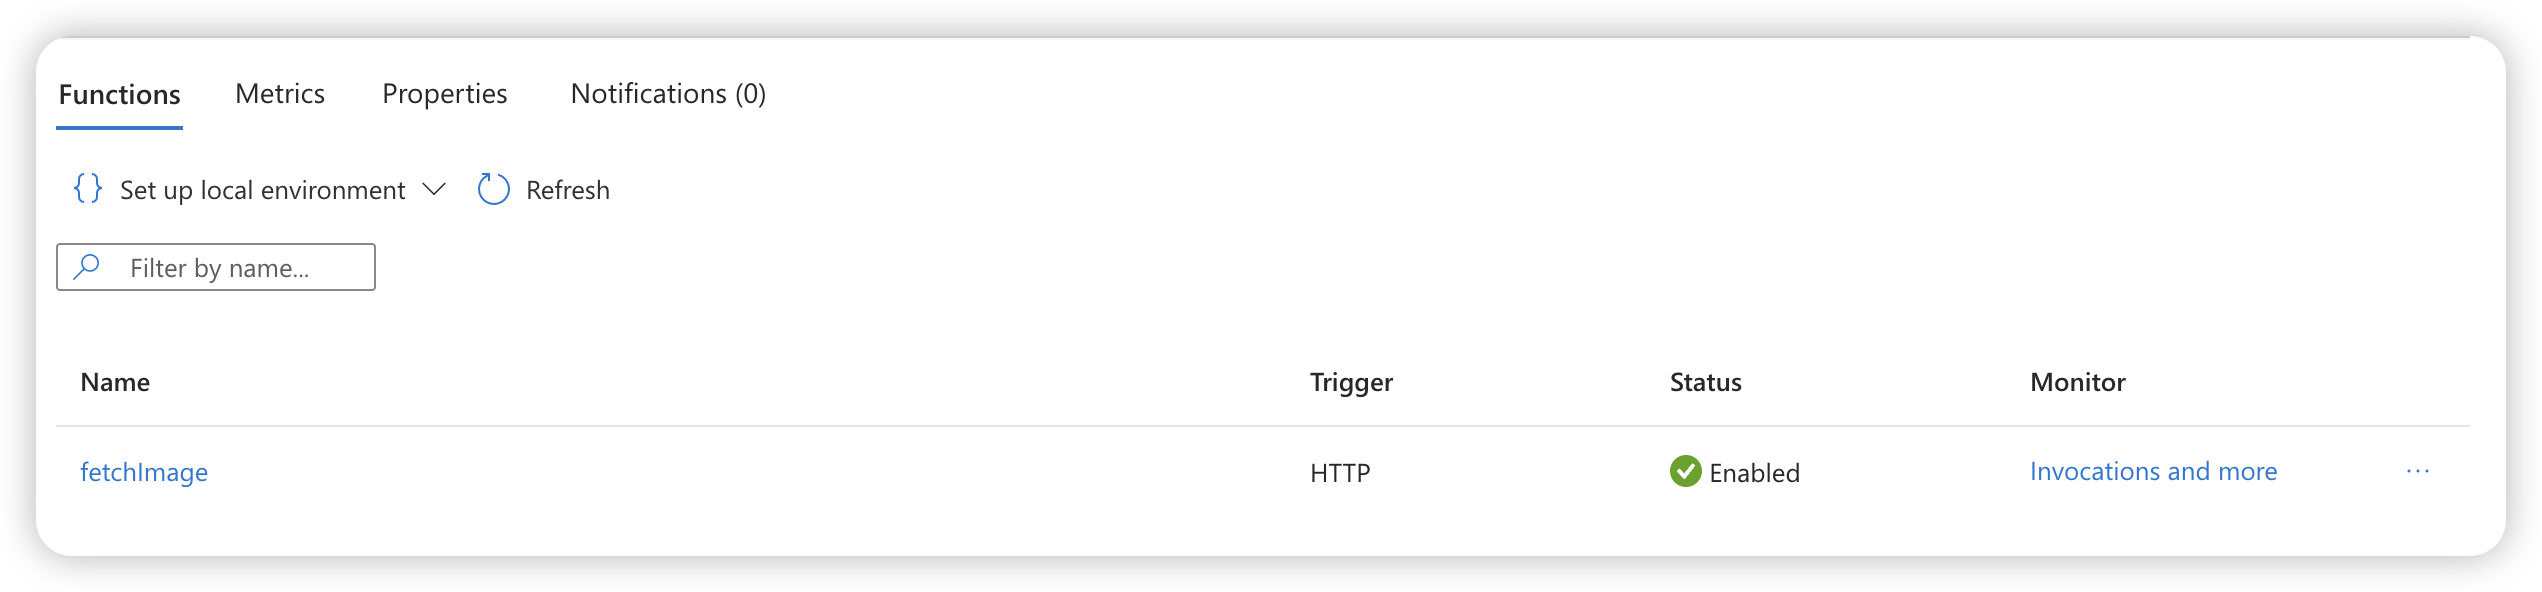 Functions Metrics Properties Notifications (0)
{} Set up local environment Refresh
Filter by name...
Name Trigger Status Monitor
fetchImage HTTP Enabled Invocations and more ...